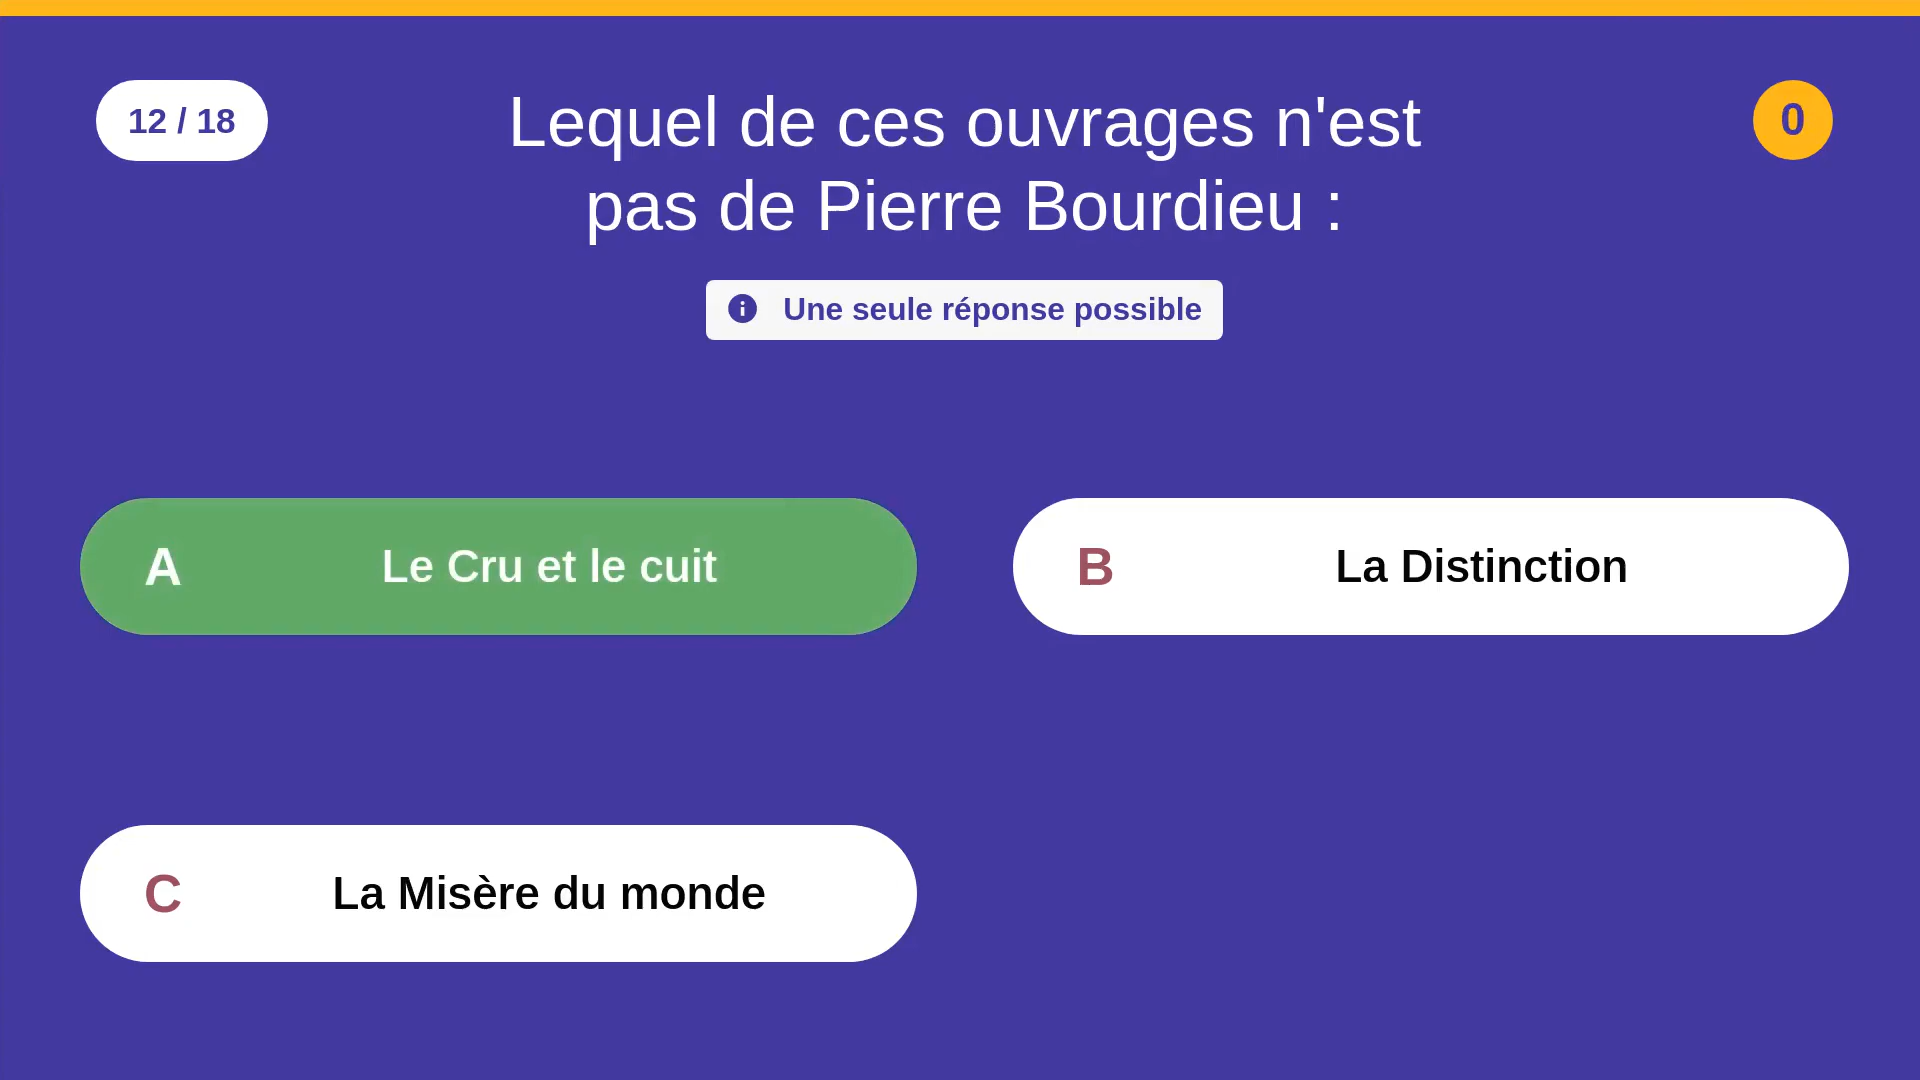 12 / 18
Lequel de ces ouvrages n'est
pas de Pierre Bourdieu :
0
Une seule réponse possible
A Le Cru et le cuit
B La Distinction
C La Misère du monde